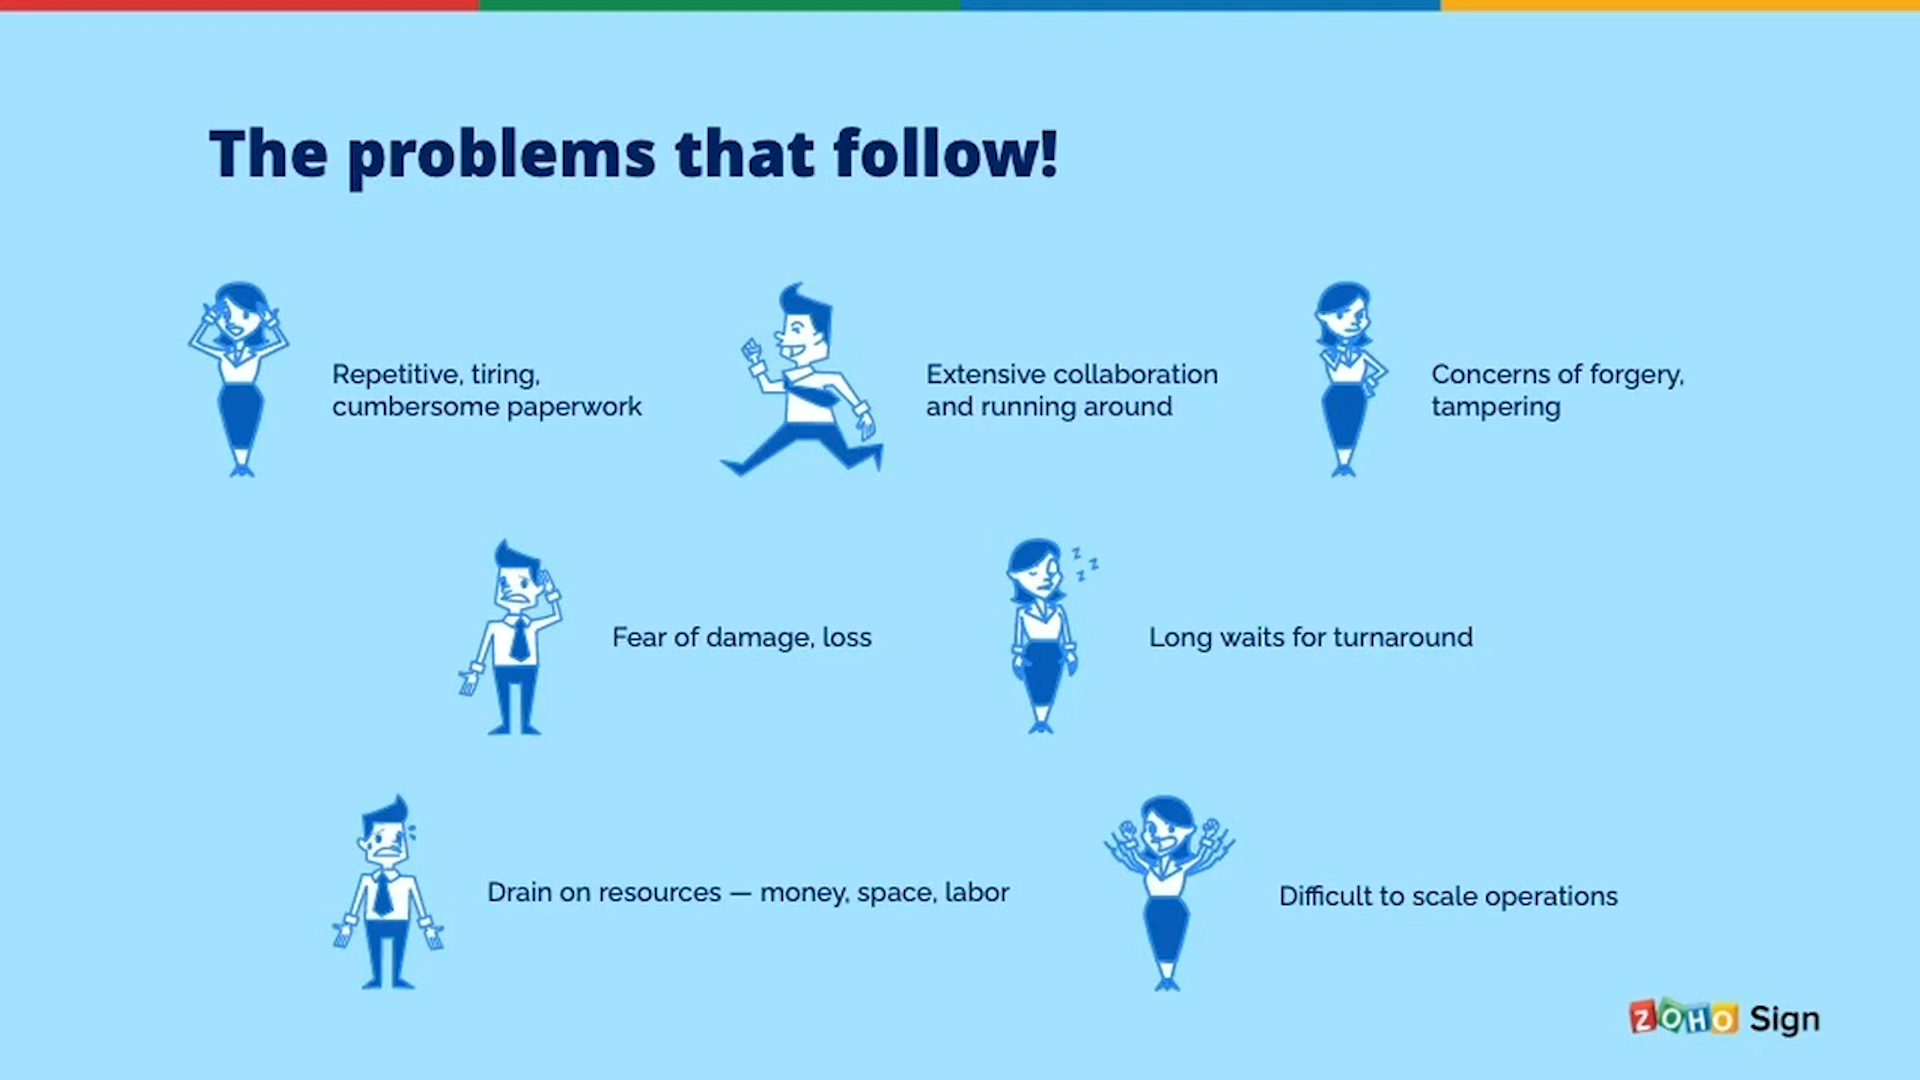 The problems that follow!
Repetitive, tiring,
cumbersome paperwork
Extensive collaboration
and running around
Concerns of forgery,
tampering
Fear of damage, loss
z
z
z
Long waits for turnaround
Drain on resources — money, space, labor
Difficult to scale operations
ZOHO Sign